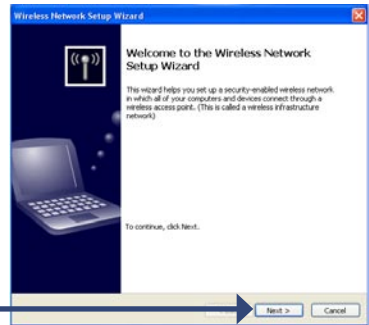 Wireless Network Setup Wizard
Welcome to the Wireless Network
Setup Wizard
This wizard helps you set up a security-enabled wireless network
in which all of your computers and devices connect through a
wireless access point. (This is called a wireless infrastructure
network)
To continue, click Next.
Next >
Cancel